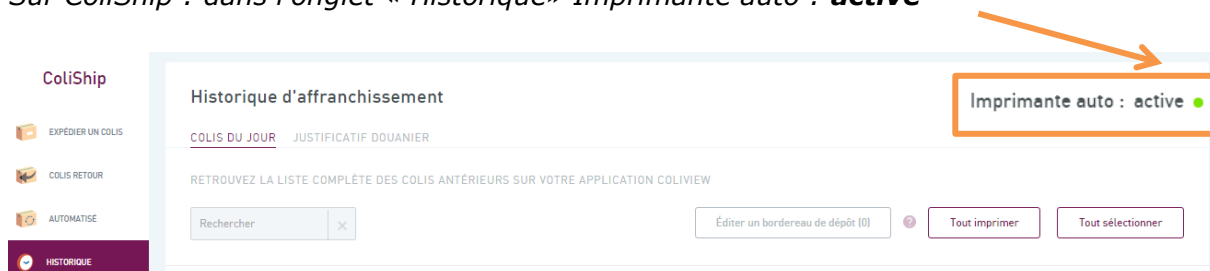 Sur ColiShip : dans l'onglet « Historique» Imprimante auto : active
ColiShip
EXPÉDIER UN COLIS
COLIS RETOUR
AUTOMATISÉ
HISTORIQUE
Historique d'affranchissement
Imprimante auto : active
COLIS DU JOUR JUSTIFICATIF DOUANIER
RETROUVEZ LA LISTE COMPLÈTE DES COLIS ANTÉRIEURS SUR VOTRE APPLICATION COLIVIEW
Rechercher ×
Éditer un bordereau de dépôt (0) ? Tout imprimer Tout sélectionner